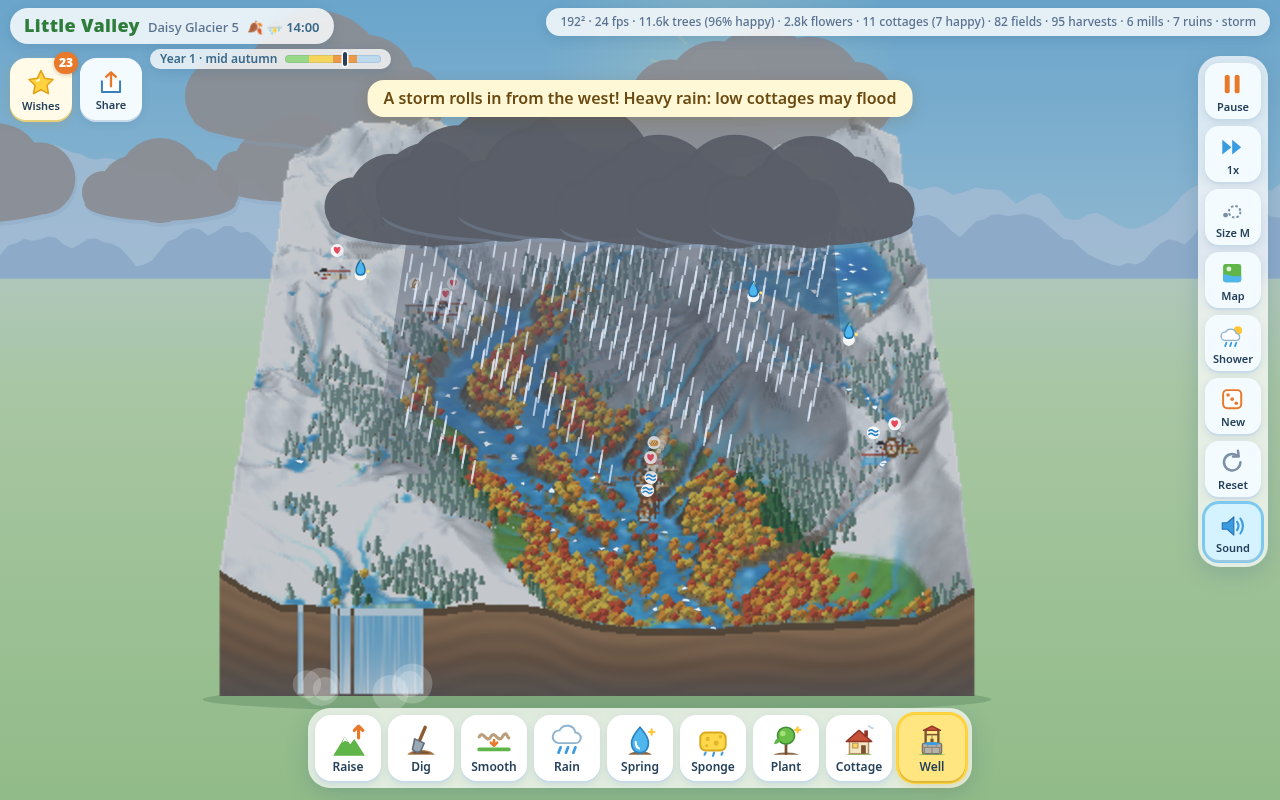 Little Valley Daisy Glacier 5 14:00
192² · 24 fps · 11.6k trees (96% happy) · 2.8k flowers · 11 cottages (7 happy) · 82 fields · 95 harvests · 6 mills · 7 ruins · storm
Year 1 · mid autumn
23
Wishes
Share
A storm rolls in from the west! Heavy rain: low cottages may flood
Pause
1x
Size M
Map
Shower
New
Reset
Sound
Raise
Dig
Smooth
Rain
Spring
Sponge
Plant
Cottage
Well